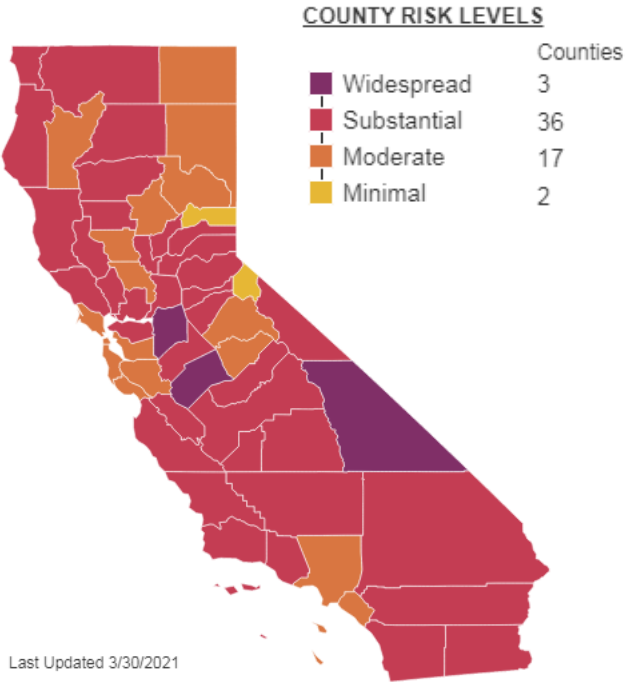 COUNTY RISK LEVELS
Counties
Widespread 3
Substantial 36
Moderate 17
Minimal 2
Last Updated 3/30/2021